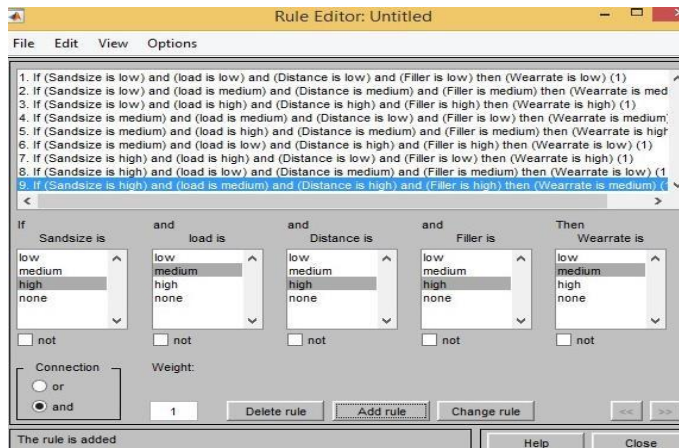 Rule Editor: Untitled
File Edit View Options
1. If (Sandsize is low) and (load is low) and (Distance is low) and (Filler is low) then (Wearrate is low) (1)
2. If (Sandsize is low) and (load is medium) and (Distance is medium) and (Filler is medium) then (Wearrate is med
3. If (Sandsize is low) and (load is high) and (Distance is high) and (Filler is high) then (Wearrate is high) (1)
4. If (Sandsize is medium) and (load is medium) and (Distance is low) and (Filler is low) then (Wearrate is medium)
5. If (Sandsize is medium) and (load is high) and (Distance is medium) and (Filler is medium) then (Wearrate is high
6. If (Sandsize is medium) and (load is low) and (Distance is high) and (Filler is high) then (Wearrate is low) (1)
7. If (Sandsize is high) and (load is high) and (Distance is low) and (Filler is low) then (Wearrate is high) (1)
8. If (Sandsize is high) and (load is low) and (Distance is medium) and (Filler is medium) then (Wearrate is low) (1
9. If (Sandsize is high) and (load is medium) and (Distance is high) and (Filler is high) then (Wearrate is medium) (
If and and and Then
Sandsize is load is Distance is Filler is Wearrate is
low low low low low
medium medium medium medium medium
high high high high high
none none none none none
not not not not not
Connection Weight:
or
and 1 Delete rule Add rule Change rule << >>
The rule is added Help Close